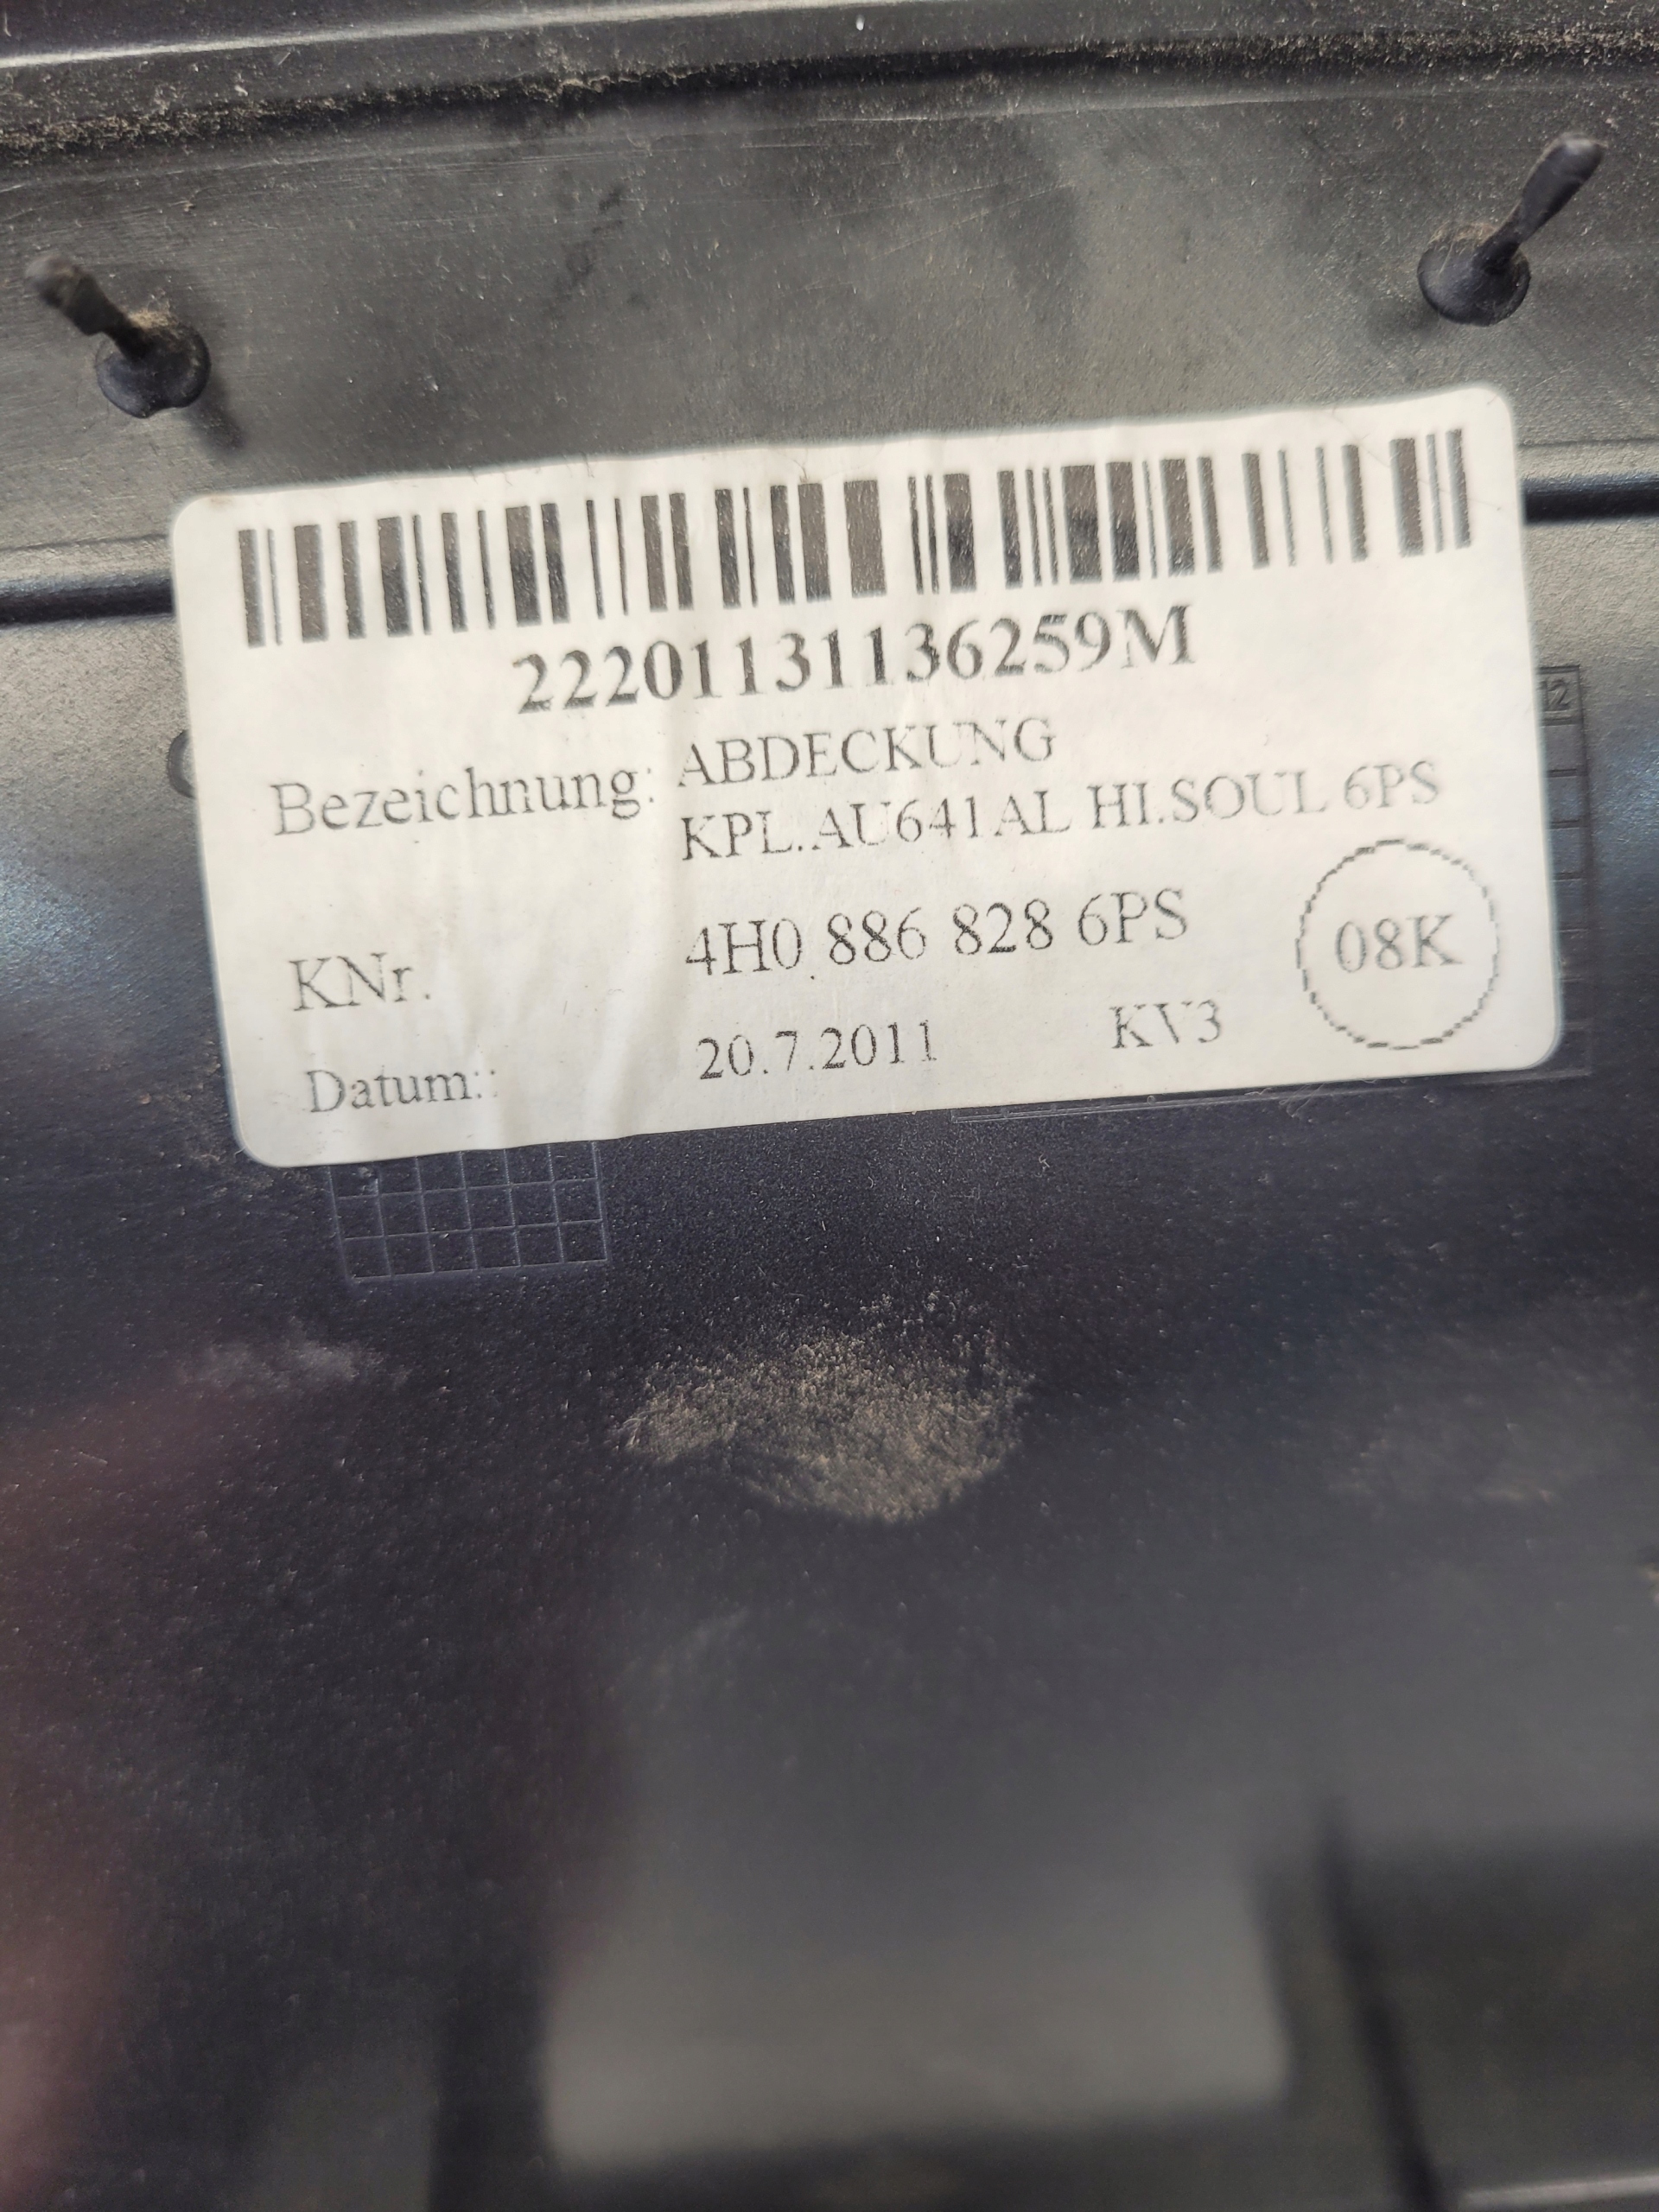 22201131136259M
Bezeichnung: ABDECKUNG
KPL.AU641AL HI.SOUL 6PS
KNr. 4H0 886 828 6PS
08K
Datum:: 20.7.2011 KV3
12